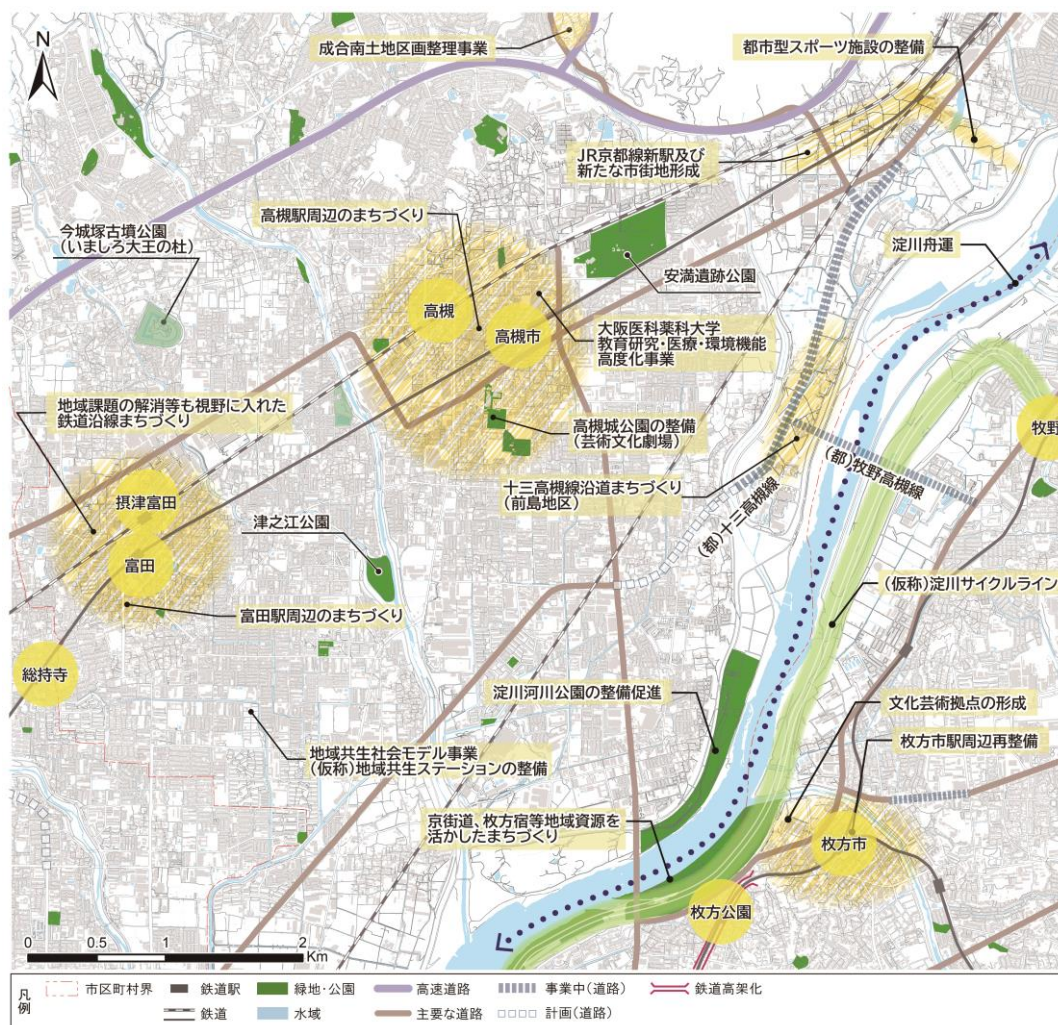 N
成合南土地区画整理事業
都市型スポーツ施設の整備
JR京都線新駅及び
新たな市街地形成
高槻駅周辺のまちづくり
今城塚古墳公園
(いましろ大王の杜)
淀川舟運
安満遺跡公園
高槻
高槻市
大阪医科薬科大学
教育研究・医療・環境機能
高度化事業
地域課題の解消等も視野に入れた
鉄道沿線まちづくり
高槻城公園の整備
(芸術文化劇場)
牧野
(都)牧野高槻線
十三高槻線沿道まちづくり
(前島地区)
(都)十三高槻線
摂津富田
津之江公園
富田
(仮称)淀川サイクルライン
富田駅周辺のまちづくり
総持寺
淀川河川公園の整備促進
文化芸術拠点の形成
枚方市駅周辺再整備
地域共生社会モデル事業
(仮称)地域共生ステーションの整備
京街道、枚方宿等地域資源を
活かしたまちづくり
枚方市
枚方公園
0 0.5 1 2
Km
凡例
市区町村界 鉄道駅 緑地・公園 高速道路 事業中(道路) 鉄道高架化
鉄道 水域 主要な道路 計画(道路)